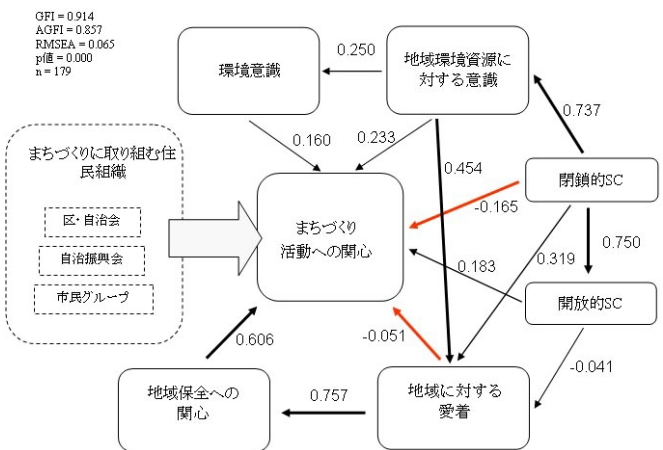 GFI = 0.914
AGFI = 0.857
RMSEA = 0.065
p値 = 0.000
n = 179
環境意識
0.250
地域環境資源に
対する意識
0.737
0.160
0.233
まちづくりに取り組む住
民組織
0.454
閉鎖的SC
-0.165
区・自治会
自治振興会
市民グループ
まちづくり
活動への関心
0.750
0.183
0.319
開放的SC
0.606
-0.051
-0.041
地域保全への
関心
0.757
地域に対する
愛着